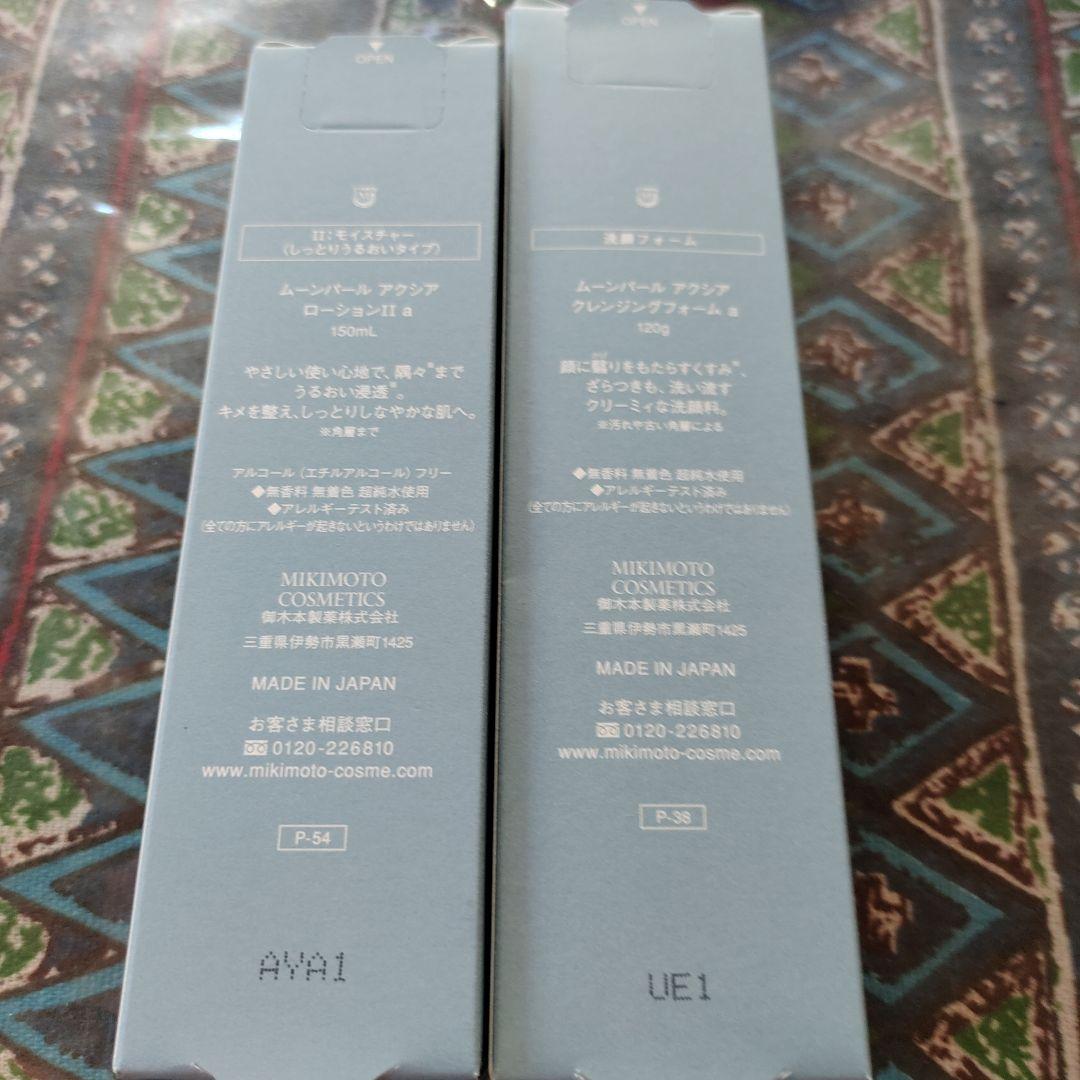 OPEN
II:モイスチャー
(しっとりうるおいタイプ)
ムーンパール アクシア
ローションII a
150mL
やさしい使い心地で、隅々※まで
うるおい浸透※。
キメを整え、しっとりしなやかな肌へ。
※角層まで
アルコール(エチルアルコール)フリー
◆無香料 無着色 超純水使用
◆アレルギーテスト済み
(全ての方にアレルギーが起きないというわけではありません)
MIKIMOTO
COSMETICS
御木本製薬株式会社
三重県伊勢市黒瀬町1425
MADE IN JAPAN
お客さま相談窓口
0120-226810
www.mikimoto-cosme.com
P-54
AYA1
OPEN
洗顔フォーム
ムーンパール アクシア
クレンジングフォーム a
120g
顔に翳りをもたらすくすみ※、
ざらつきも、洗い流す
クリーミィな洗顔料。
※汚れや古い角層による
◆無香料 無着色 超純水使用
◆アレルギーテスト済み
(全ての方にアレルギーが起きないというわけではありません)
MIKIMOTO
COSMETICS
御木本製薬株式会社
三重県伊勢市黒瀬町1425
MADE IN JAPAN
お客さま相談窓口
0120-226810
www.mikimoto-cosme.com
P-38
UE1